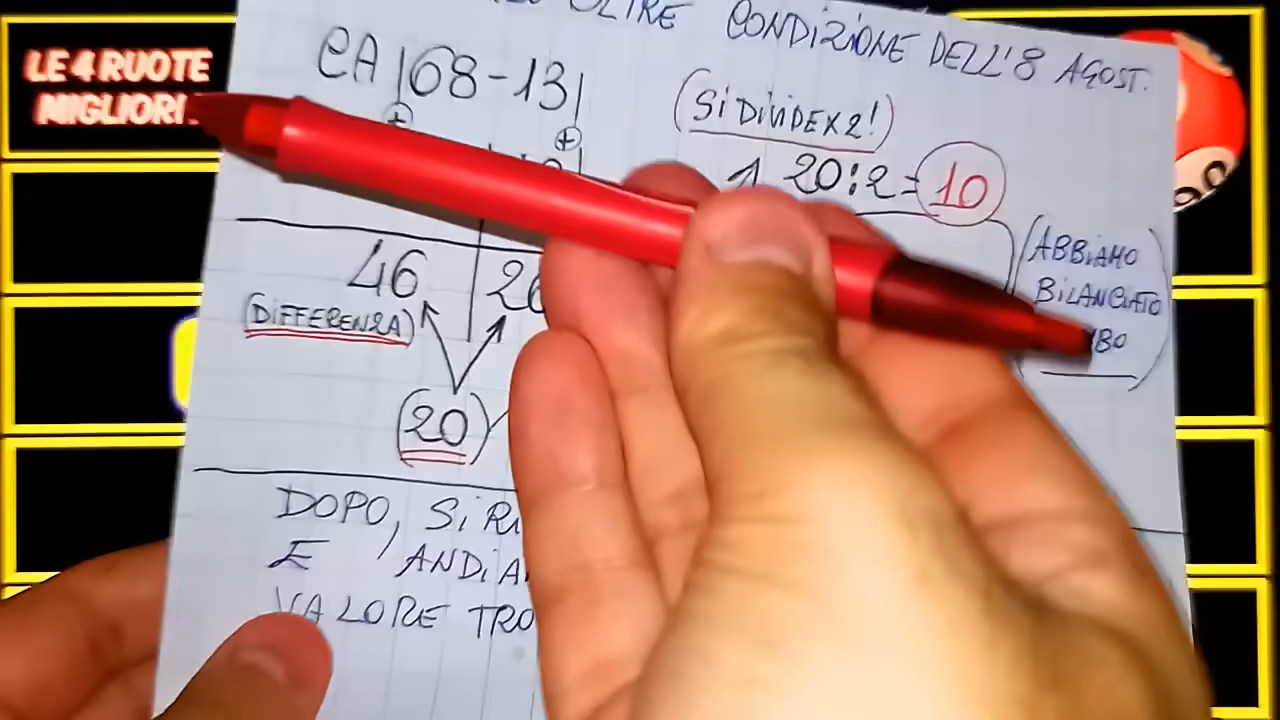 OLTRE CONDIZIONE DELL'8 AGOST.
LE 4 RUOTE
MIGLIORI
CA |68-13|
(Si DiViDE X 2!)
20:2=10
46
(DiFFERENZA)
(20)
(ABBiAMO
BiLANCiATO
DOPO, Si
E ANDiA
VALORE TRO